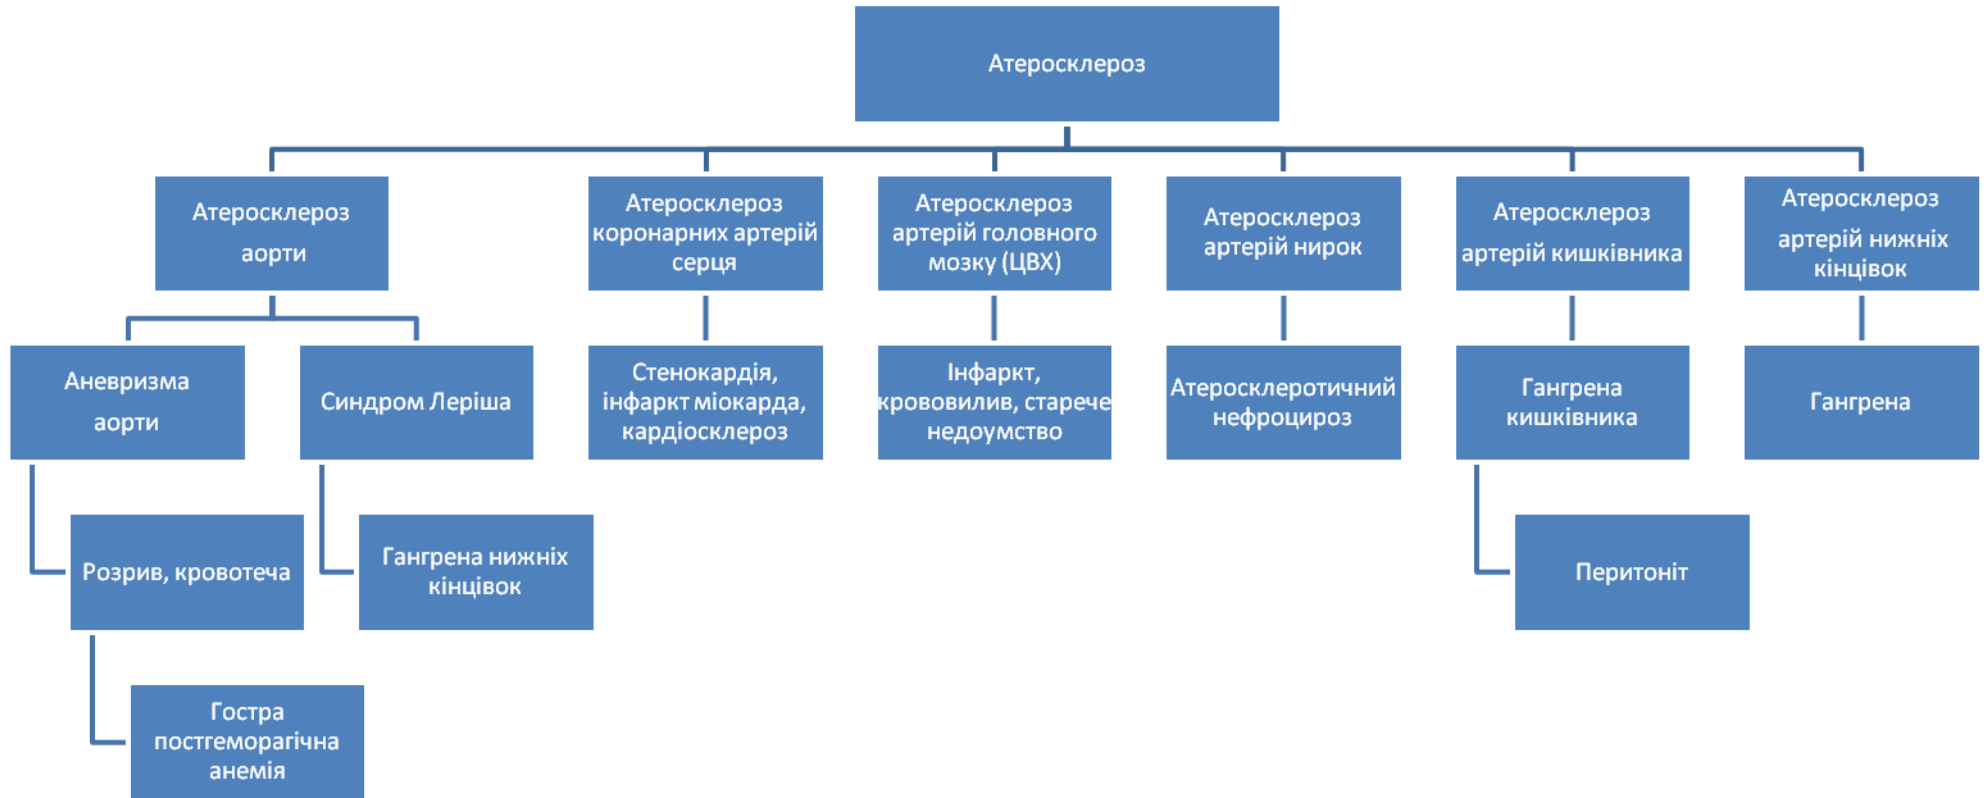 Атеросклероз
Атеросклероз
аорти
Атеросклероз
коронарних артерій
серця
Атеросклероз
артерій головного
мозку (ЦВХ)
Атеросклероз
артерій нирок
Атеросклероз
артерій кишківника
Атеросклероз
артерій нижніх
кінцівок
Аневризма
аорти
Синдром Леріша
Стенокардія,
інфаркт міокарда,
кардіосклероз
Інфаркт,
крововилив, старече
недоумство
Атеросклеротичний
нефроцироз
Гангрена
кишківника
Гангрена
Розрив, кровотеча
Гангрена нижніх
кінцівок
Перитоніт
Гостра
постгеморагічна
анемія